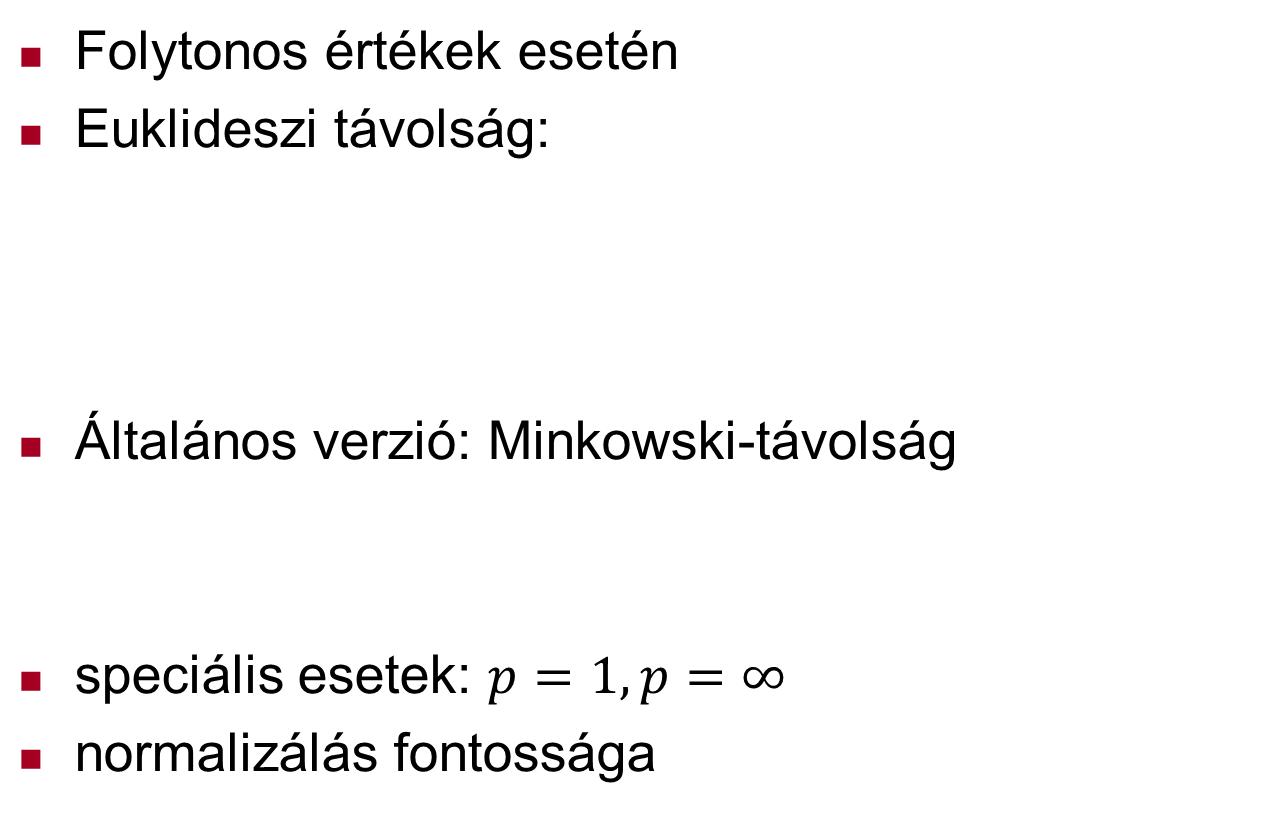 Folytonos értékek esetén
Euklideszi távolság:
Általános verzió: Minkowski-távolság
speciális esetek: 𝑝 = 1, 𝑝 = ∞
normalizálás fontossága